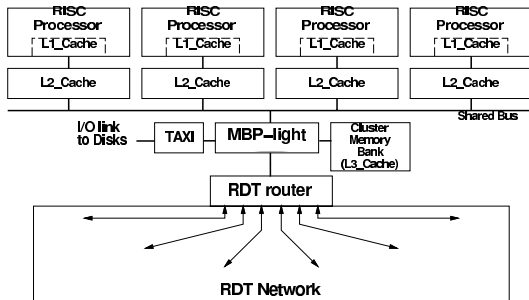 RISC Processor
L1_Cache
RISC Processor
L1_Cache
RISC Processor
L1_Cache
RISC Processor
L1_Cache
L2_Cache
L2_Cache
L2_Cache
L2_Cache
Shared Bus
I/O link
to Disks
TAXI
MBP-light
Cluster
Memory
Bank
(L3_Cache)
RDT router
RDT Network